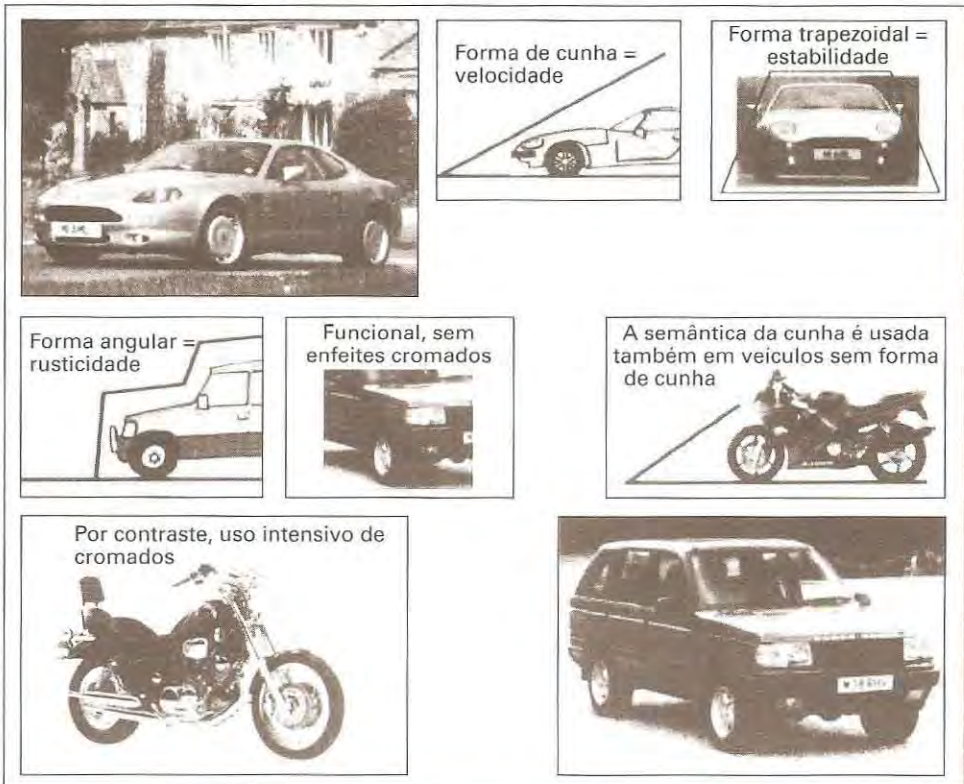 Forma de cunha =
velocidade
Forma trapezoidal =
estabilidade
Forma angular =
rusticidade
Funcional, sem
enfeites cromados
A semântica da cunha é usada
também em veículos sem forma
de cunha
Por contraste, uso intensivo de
cromados